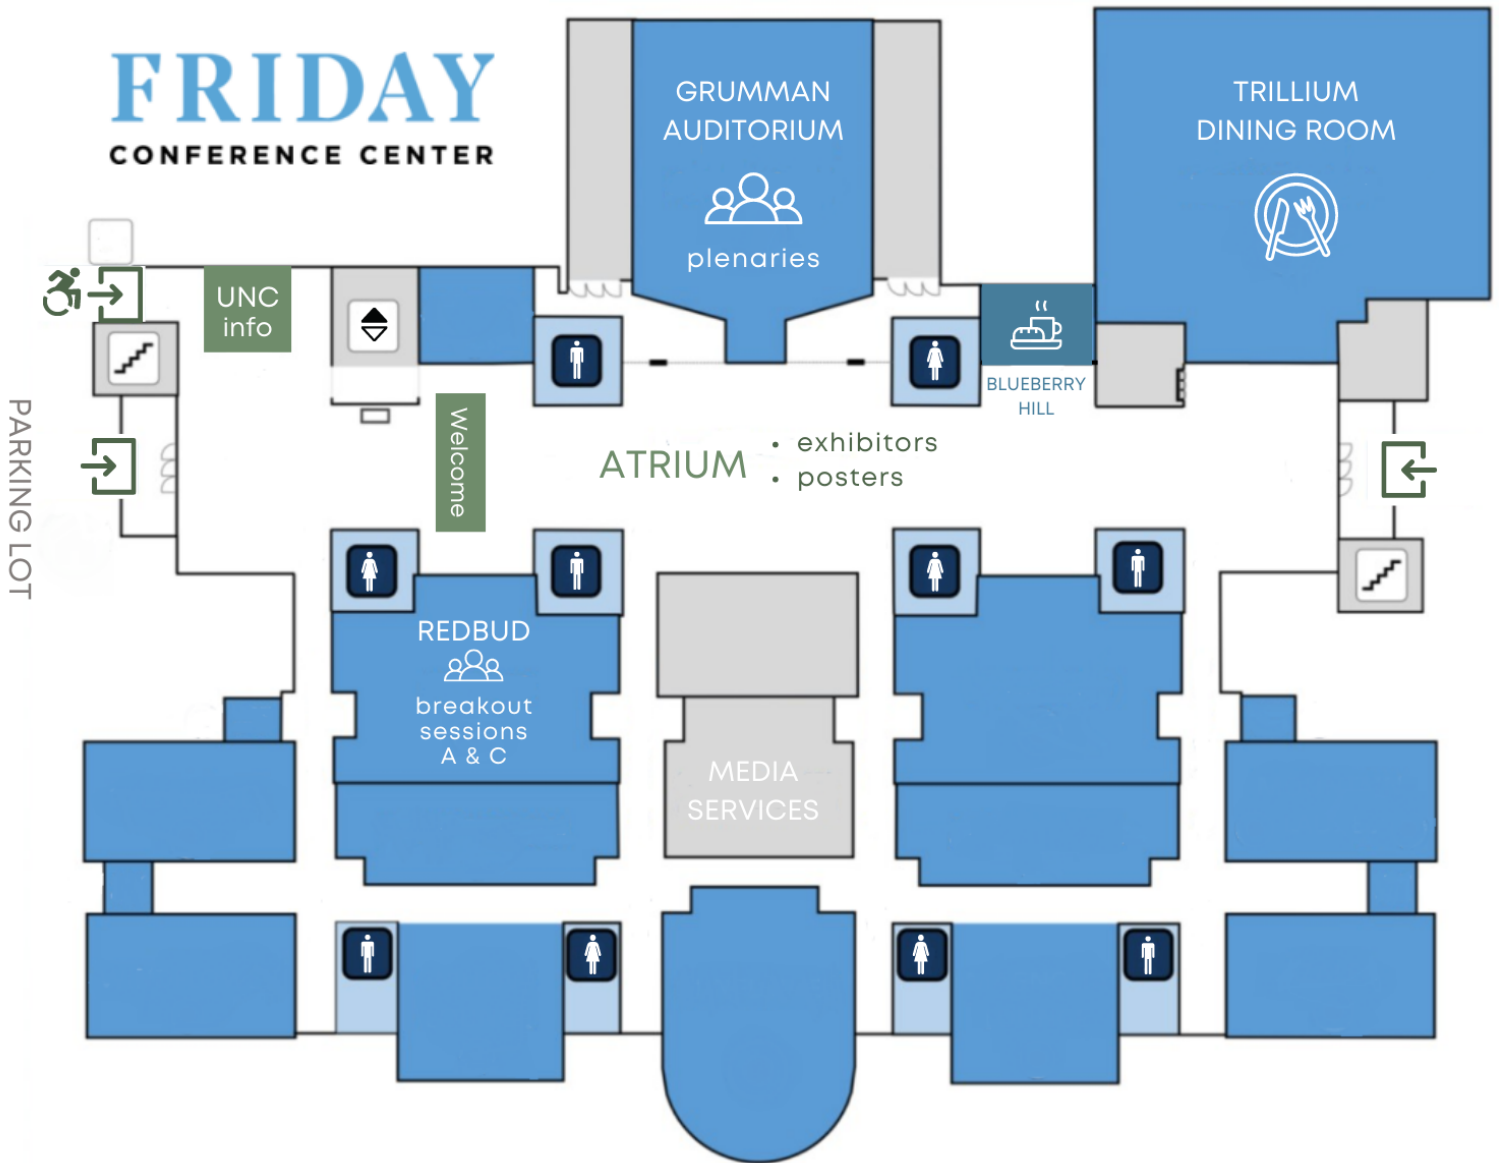 FRIDAY
CONFERENCE CENTER
GRUMMAN
AUDITORIUM
plenaries
TRILLIUM
DINING ROOM
UNC
info
BLUEBERRY
HILL
PARKING LOT
Welcome
ATRIUM
• exhibitors
• posters
REDBUD
breakout
sessions
A & C
MEDIA
SERVICES